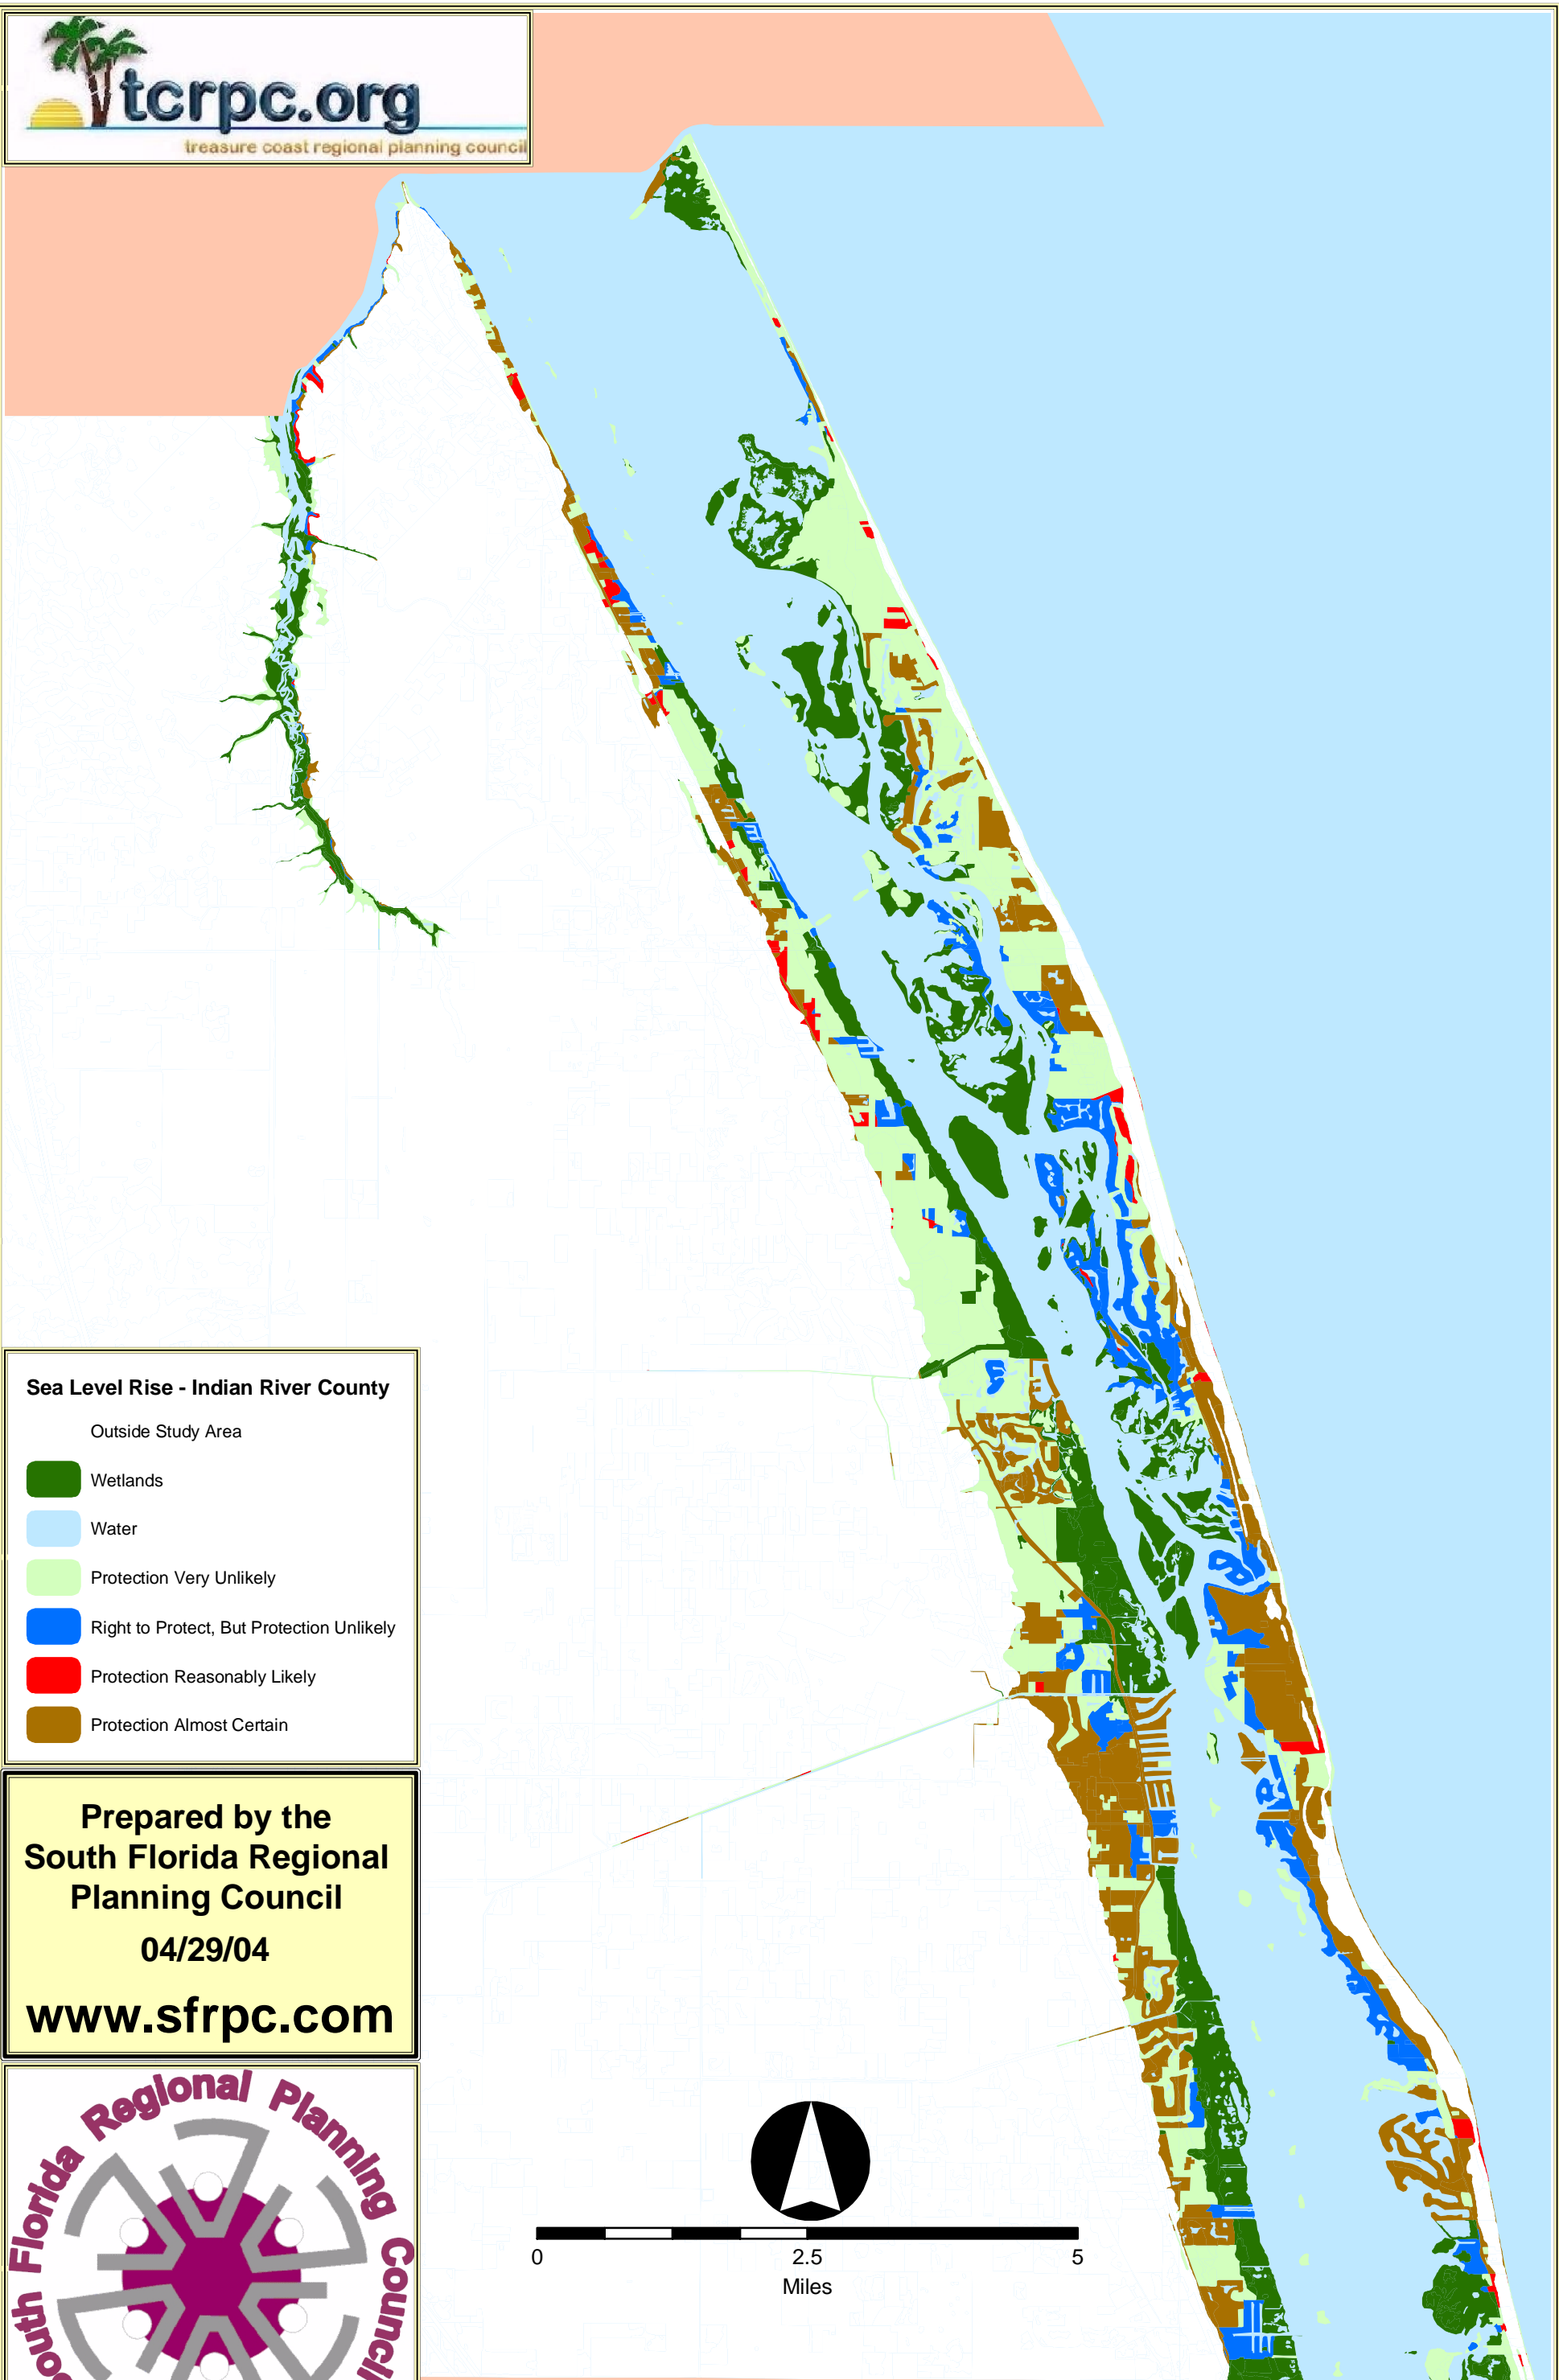 tcrpc.org
treasure coast regional planning council
Sea Level Rise - Indian River County
Outside Study Area
Wetlands
Water
Protection Very Unlikely
Right to Protect, But Protection Unlikely
Protection Reasonably Likely
Protection Almost Certain
Prepared by the
South Florida Regional
Planning Council
04/29/04
www.sfrpc.com
South Florida Regional Planning Council
0 2.5 5
Miles